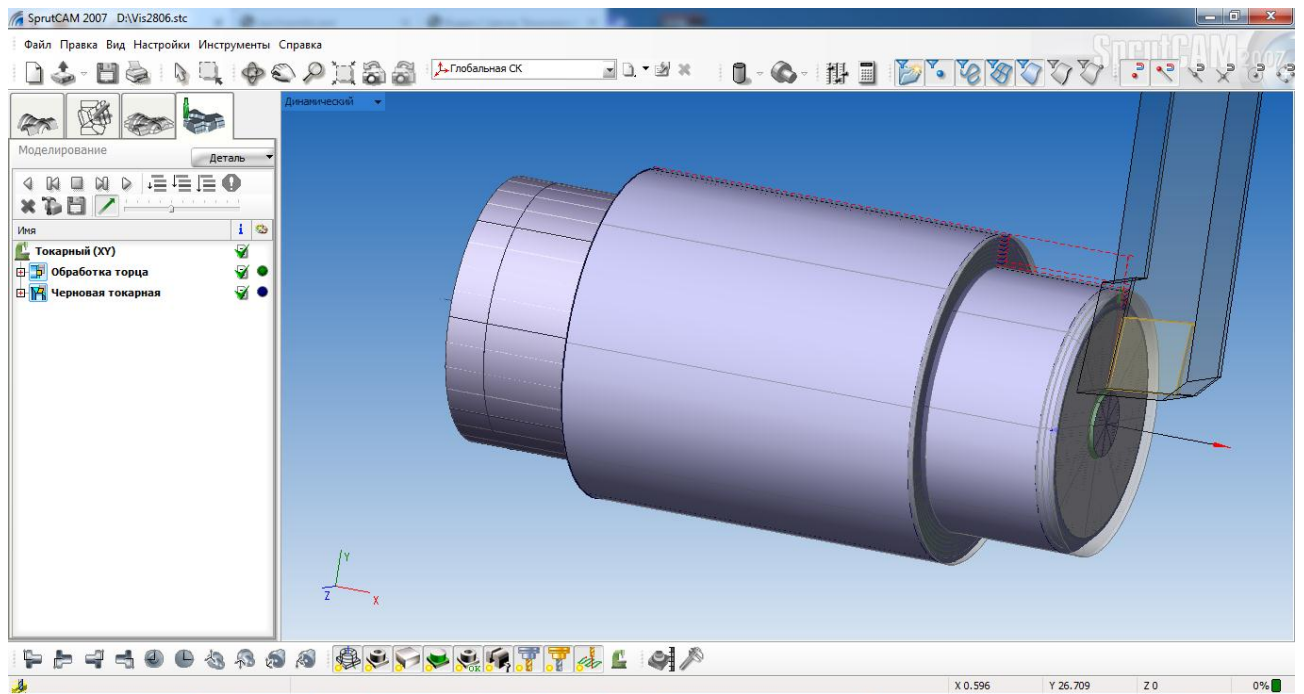 SprutCAM 2007 D:\Vis2806.stc
Файл Правка Вид Настройки Инструменты Справка
SprutCAM 2007
Глобальная СК
Динамический
Моделирование
Деталь
Имя
Токарный (XY)
Обработка торца
Черновая токарная
Y
Z
X
X 0.596 Y 26.709 Z 0 0%